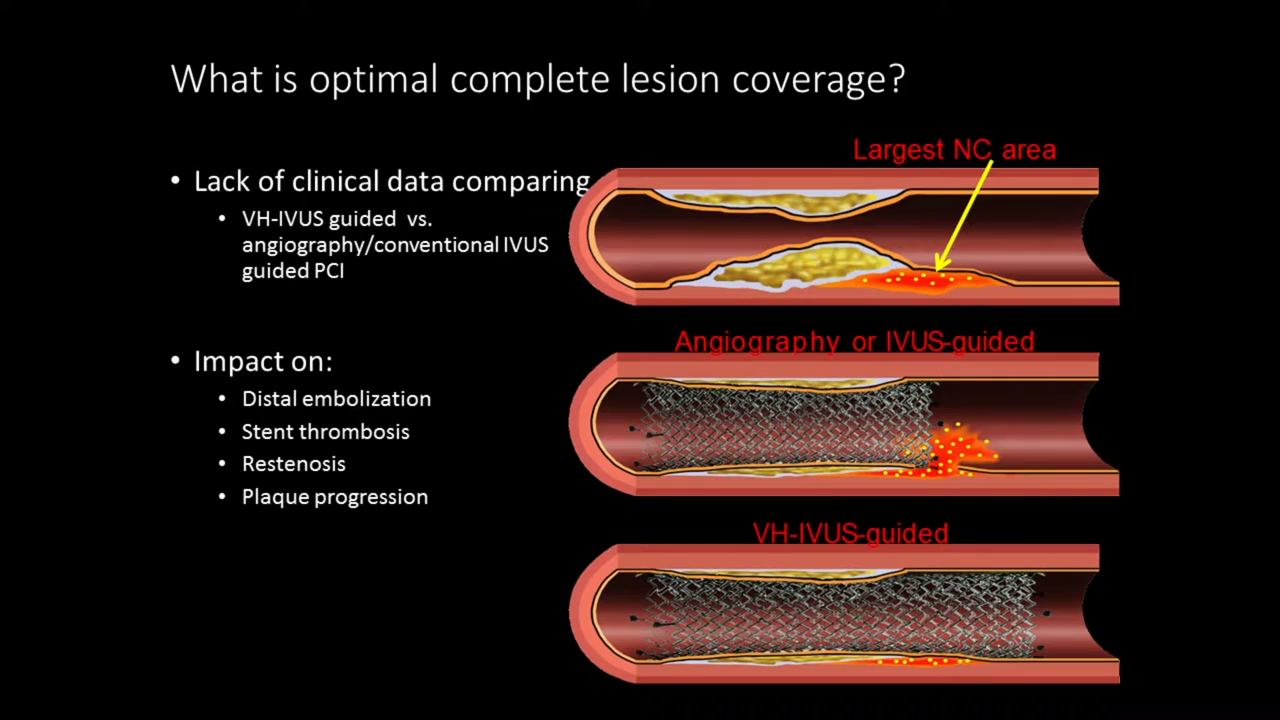 What is optimal complete lesion coverage?
• Lack of clinical data comparing
• VH-IVUS guided vs.
angiography/conventional IVUS
guided PCI
• Impact on:
• Distal embolization
• Stent thrombosis
• Restenosis
• Plaque progression
Largest NC area
Angiography or IVUS-guided
VH-IVUS-guided